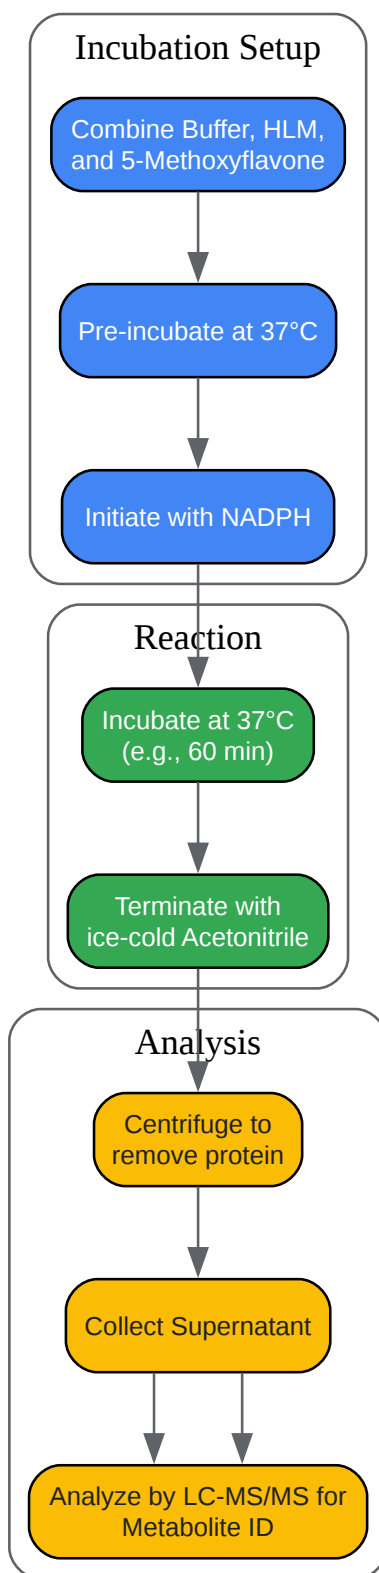 Incubation Setup
Combine Buffer, HLM,
and 5-Methoxyflavone
Pre-incubate at 37°C
Initiate with NADPH
Reaction
Incubate at 37°C
(e.g., 60 min)
Terminate with
ice-cold Acetonitrile
Analysis
Centrifuge to
remove protein
Collect Supernatant
Analyze by LC-MS/MS for
Metabolite ID